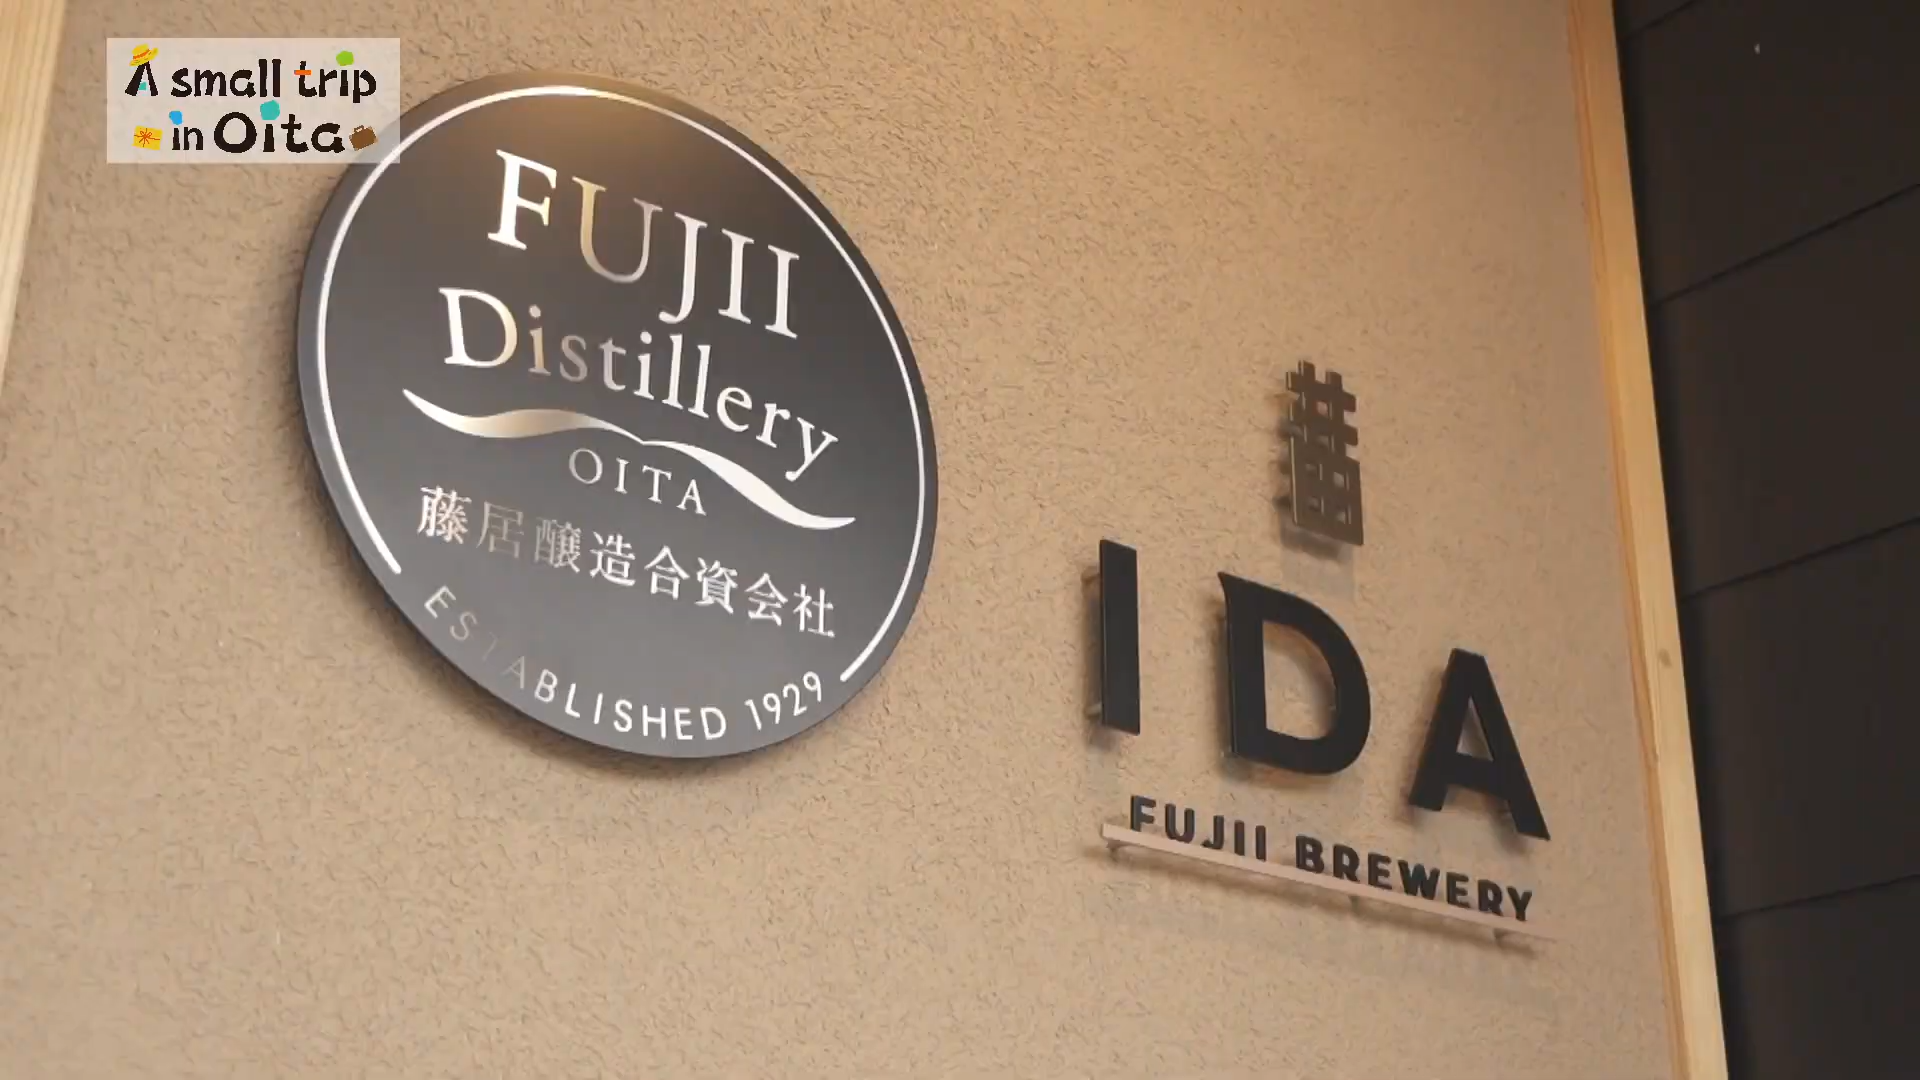 A small trip
in Oita
FUJII
Distillery
OITA
藤居醸造合資会社
ESTABLISHED 1929
IDA
FUJII BREWERY